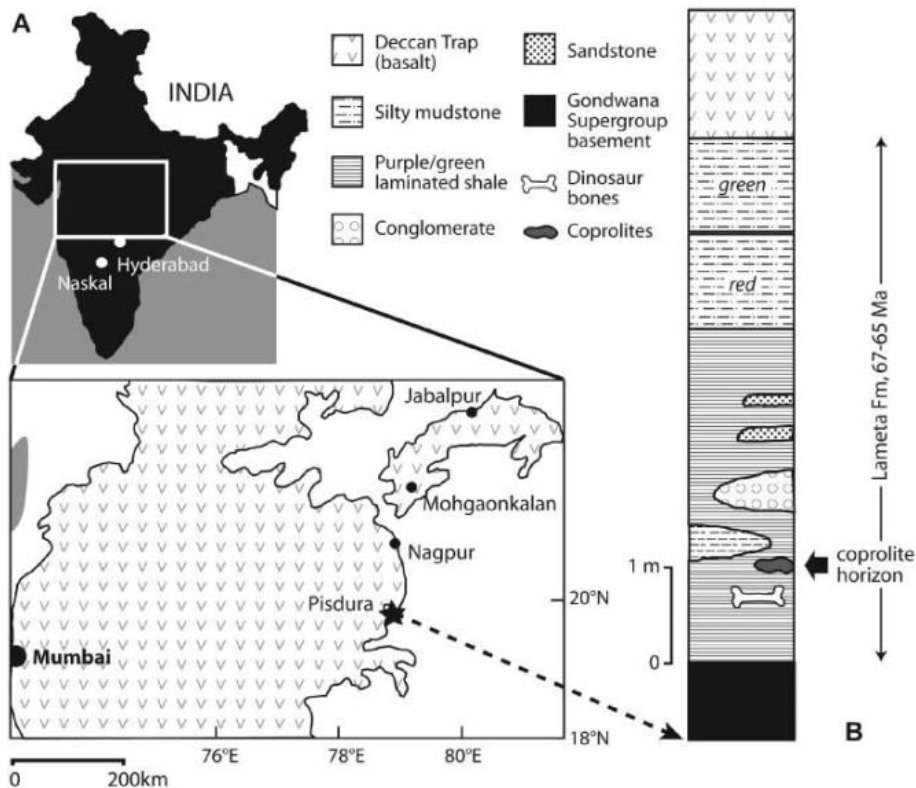 A
INDIA
Hyderabad
Naskal
Deccan Trap
(basalt)
Silty mudstone
Purple/green
laminated shale
Conglomerate
Sandstone
Gondwana
Supergroup
basement
Dinosaur
bones
Coprolites
Jabalpur
Mohgaonkalan
Nagpur
Pisdura
Mumbai
20°N
18°N
76°E
78°E
80°E
0
200km
green
red
1 m
0
coprolite
horizon
Lameta Fm, 67-65 Ma
B